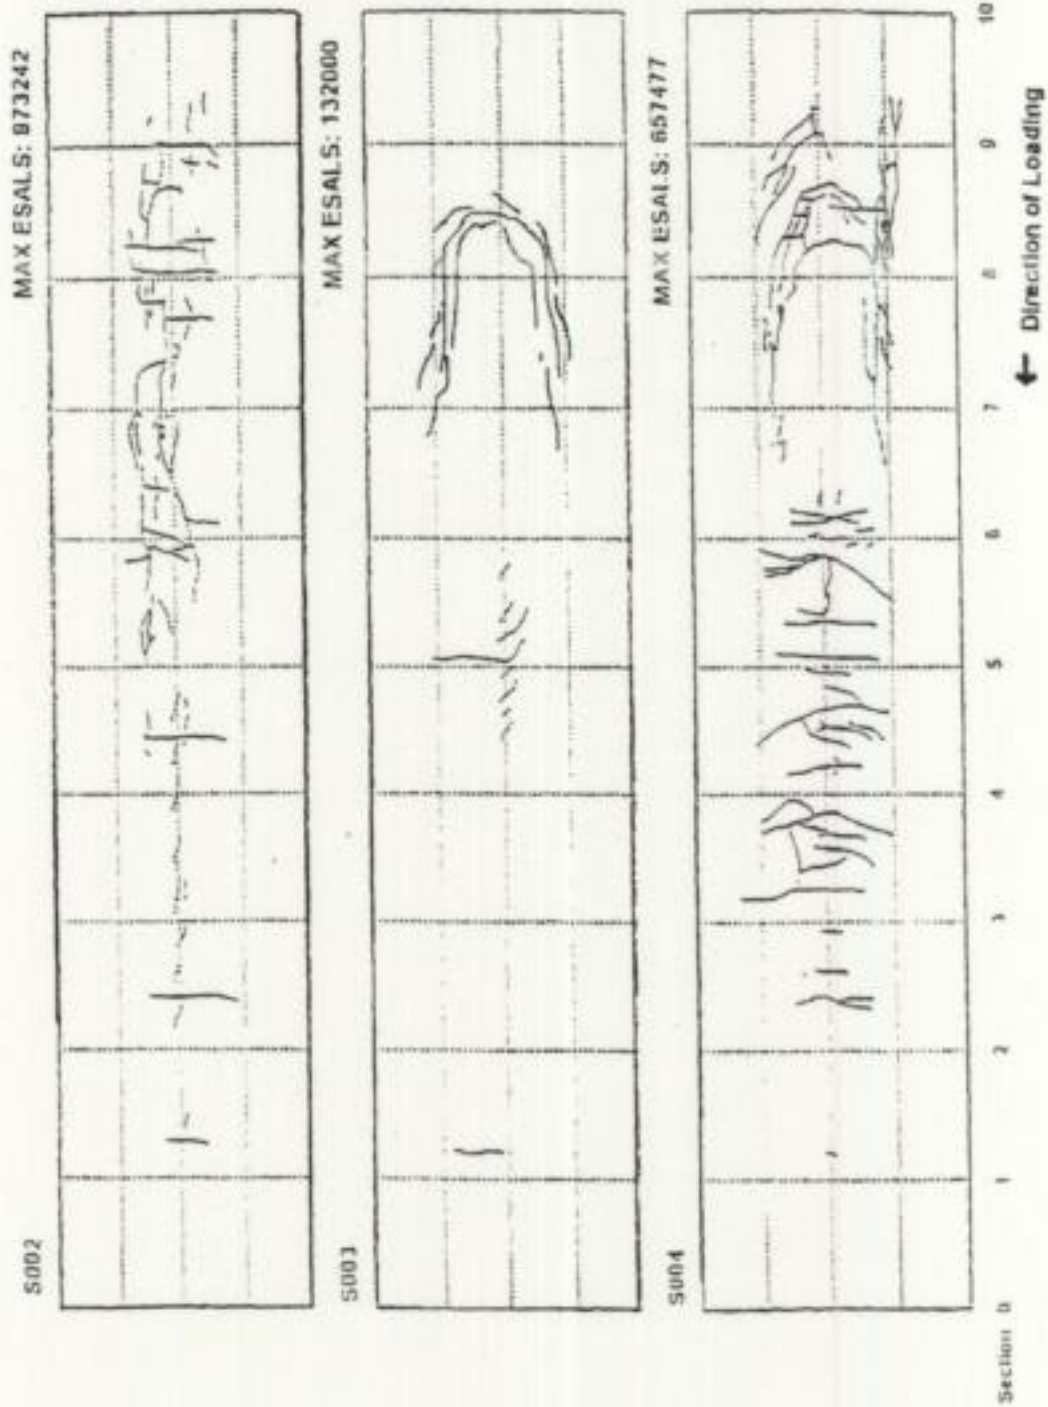 S002
MAX ESALS: 973242
S003
MAX ESALS: 132000
S004
MAX ESALS: 657477
Section 0 1 2 3 4 5 6 7 8 9 10
← Direction of Loading